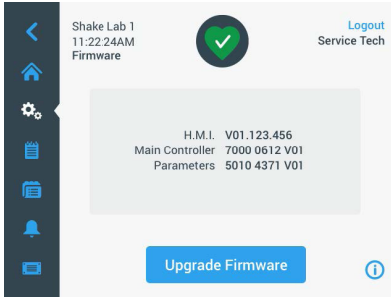 Shake Lab 1
11:22:24AM
Firmware
Logout
Service Tech
H.M.I. V01.123.456
Main Controller 7000 0612 V01
Parameters 5010 4371 V01
Upgrade Firmware